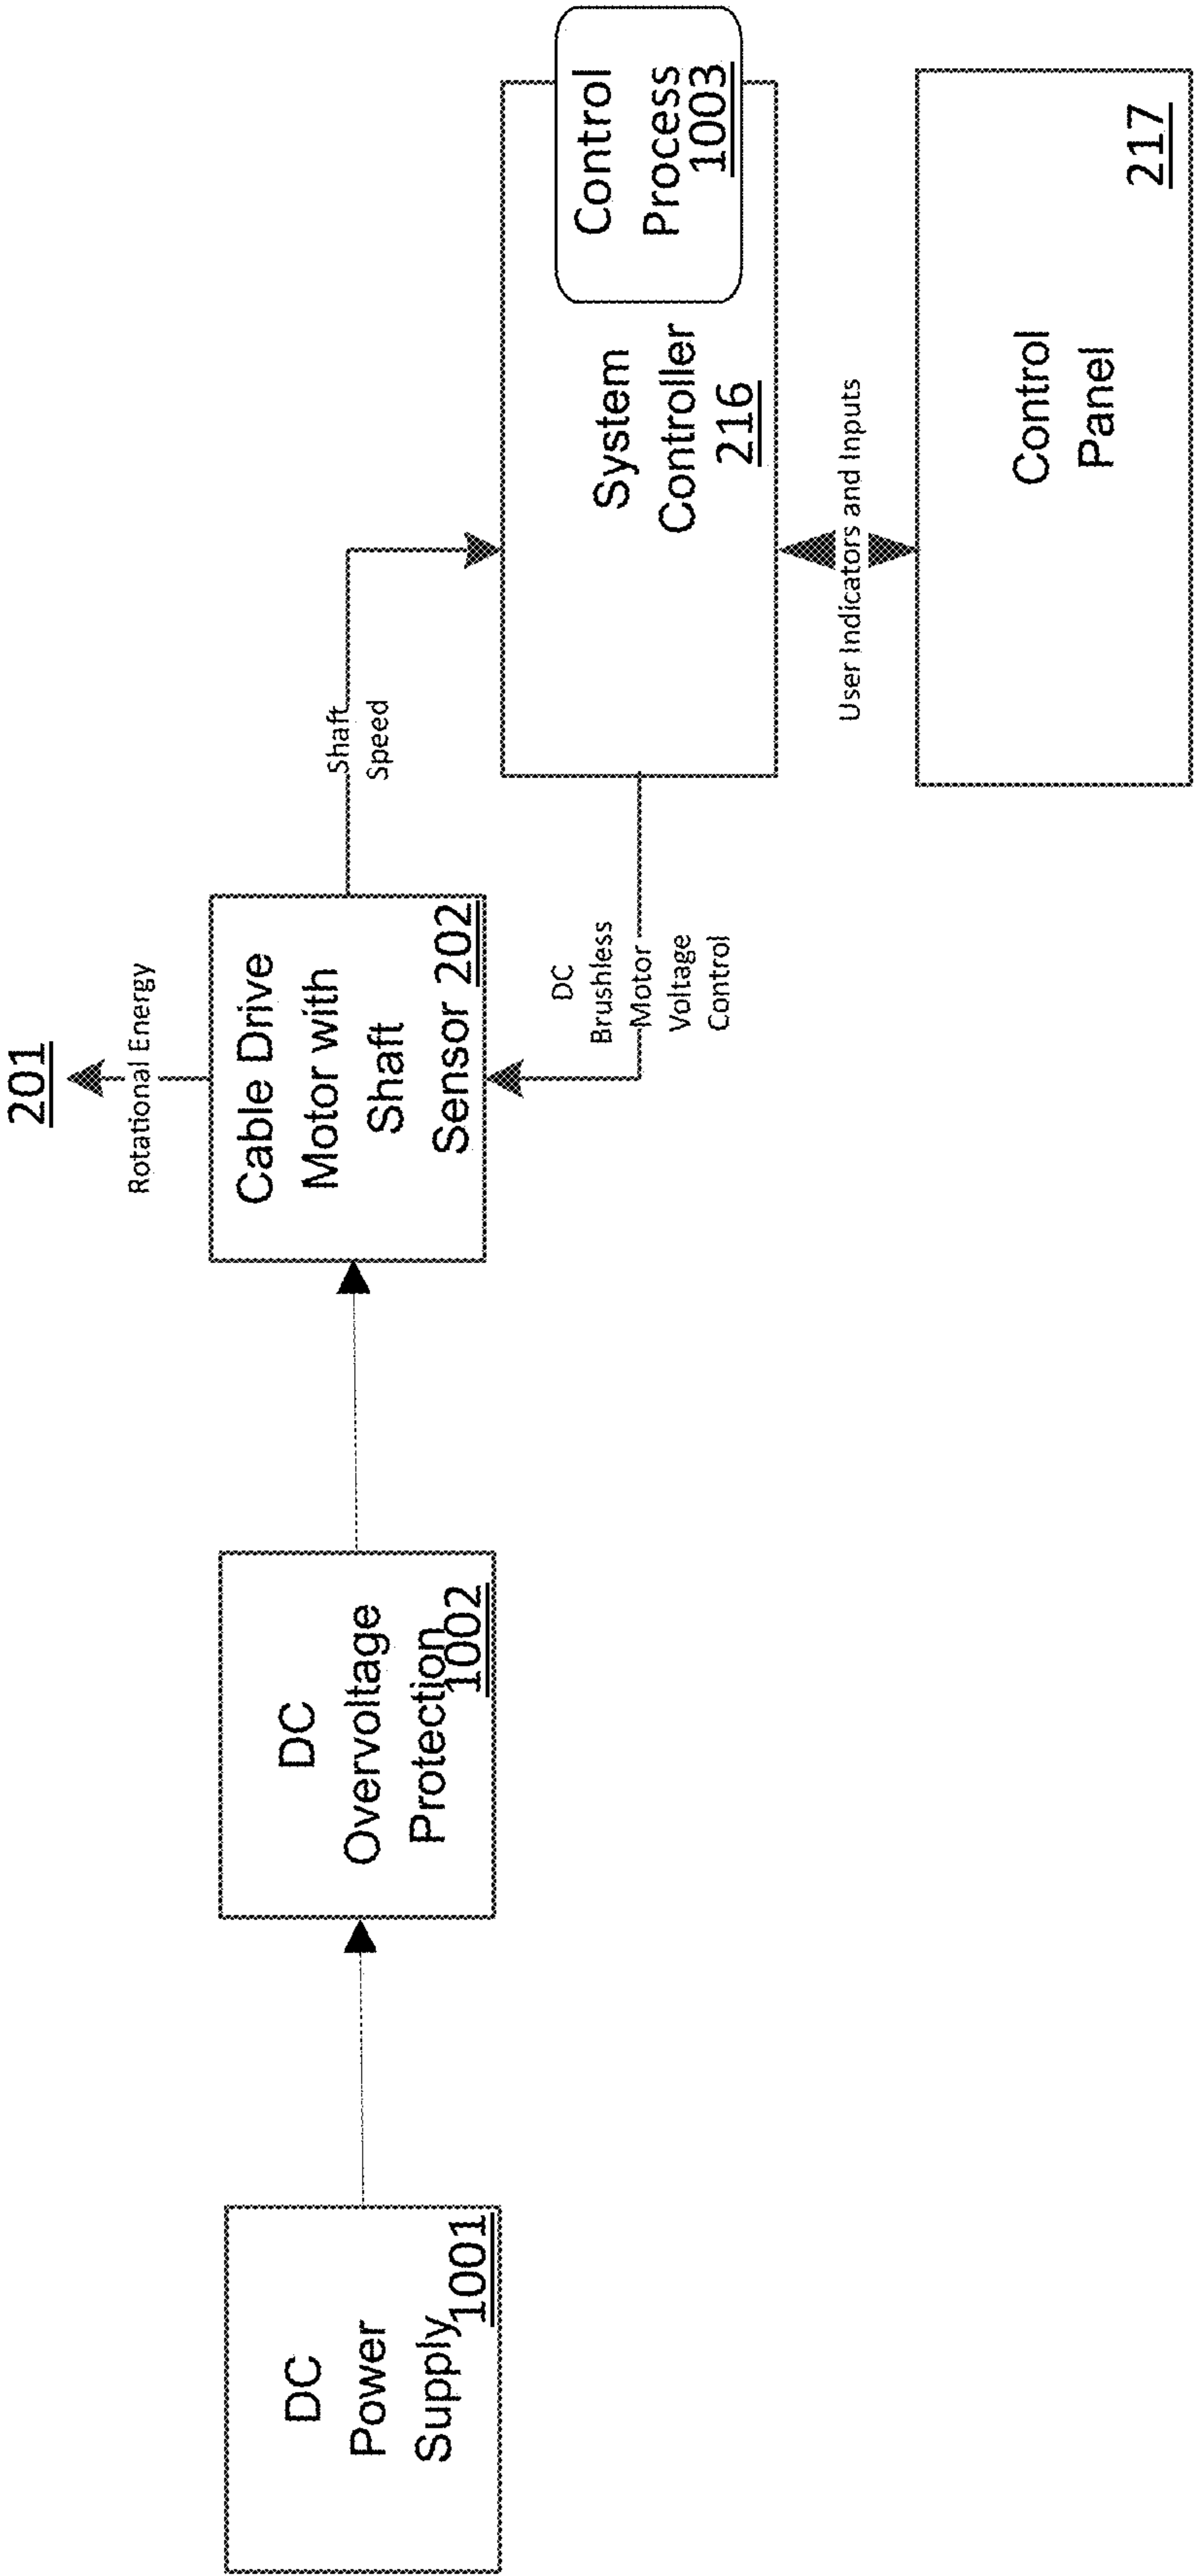 201
Rotational Energy
DC
Power
Supply
1001
DC
Overvoltage
Protection
1002
Cable Drive
Motor with
Shaft
Sensor 202
Shaft
Speed
DC
Brushless
Motor
Voltage
Control
System
Controller
216
Control
Process
1003
User Indicators and Inputs
Control
Panel
217